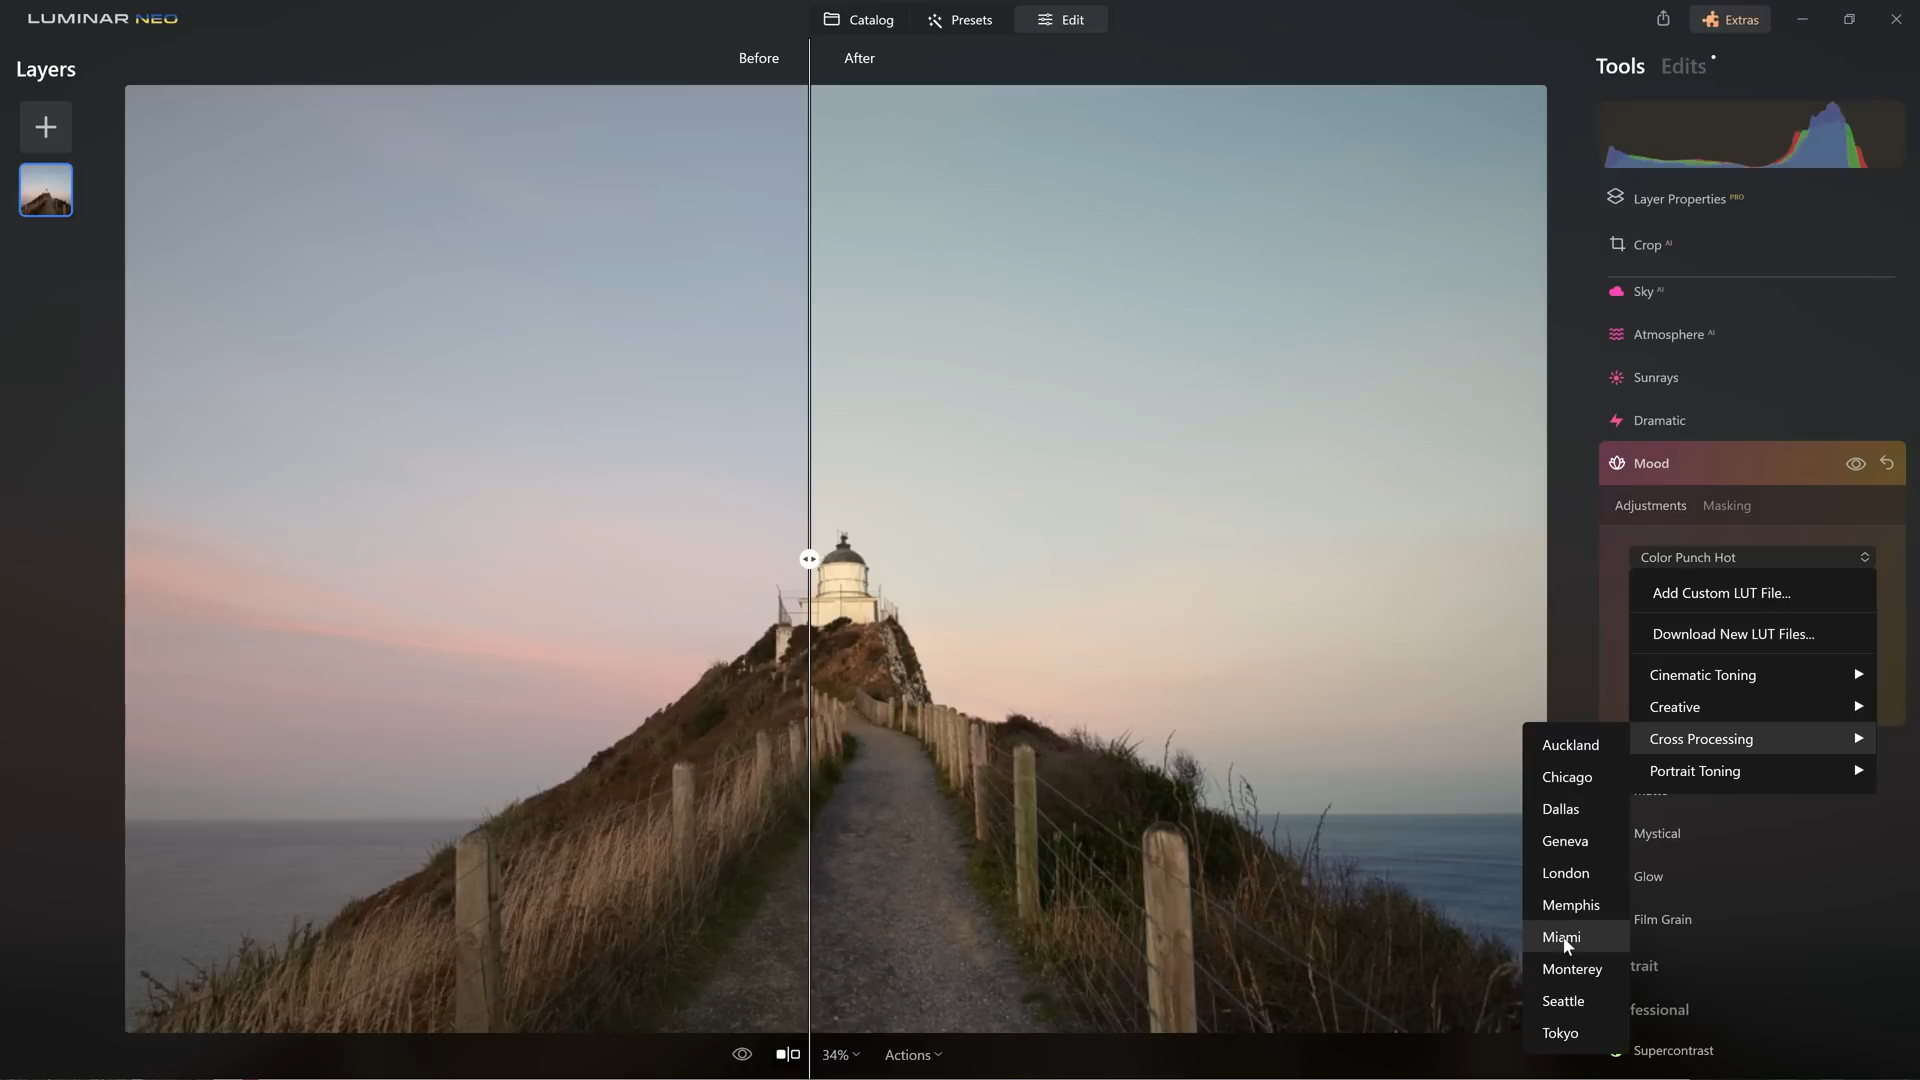 LUMINAR NEO
Catalog
Presets
Edit
Extras
Layers
Before
After
Tools Edits
Layer Properties PRO
Crop AI
Sky AI
Atmosphere AI
Sunrays
Dramatic
Mood
Adjustments Masking
Color Punch Hot
Add Custom LUT File...
Download New LUT Files...
Cinematic Toning
Creative
Cross Processing
Portrait Toning
Auckland
Chicago
Dallas
Geneva
London
Memphis
Miami
Monterey
Seattle
Tokyo
Mystical
Glow
Film Grain
trait
fessional
Supercontrast
34%
Actions